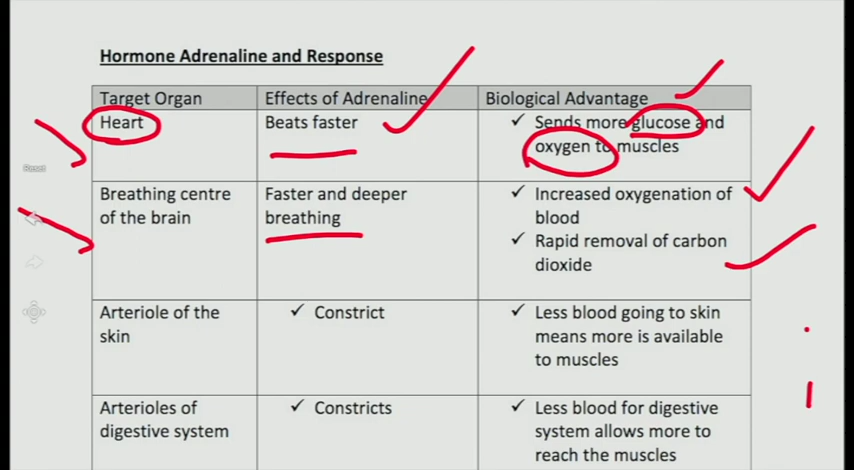 Hormone Adrenaline and Response
Target Organ
Effects of Adrenaline
Biological Advantage
Heart
Beats faster
✓ Sends more glucose and
oxygen to muscles
Breathing centre
of the brain
Faster and deeper
breathing
✓ Increased oxygenation of
blood
✓ Rapid removal of carbon
dioxide
Arteriole of the
skin
✓ Constrict
✓ Less blood going to skin
means more is available
to muscles
Arterioles of
digestive system
✓ Constricts
✓ Less blood for digestive
system allows more to
reach the muscles
Reset